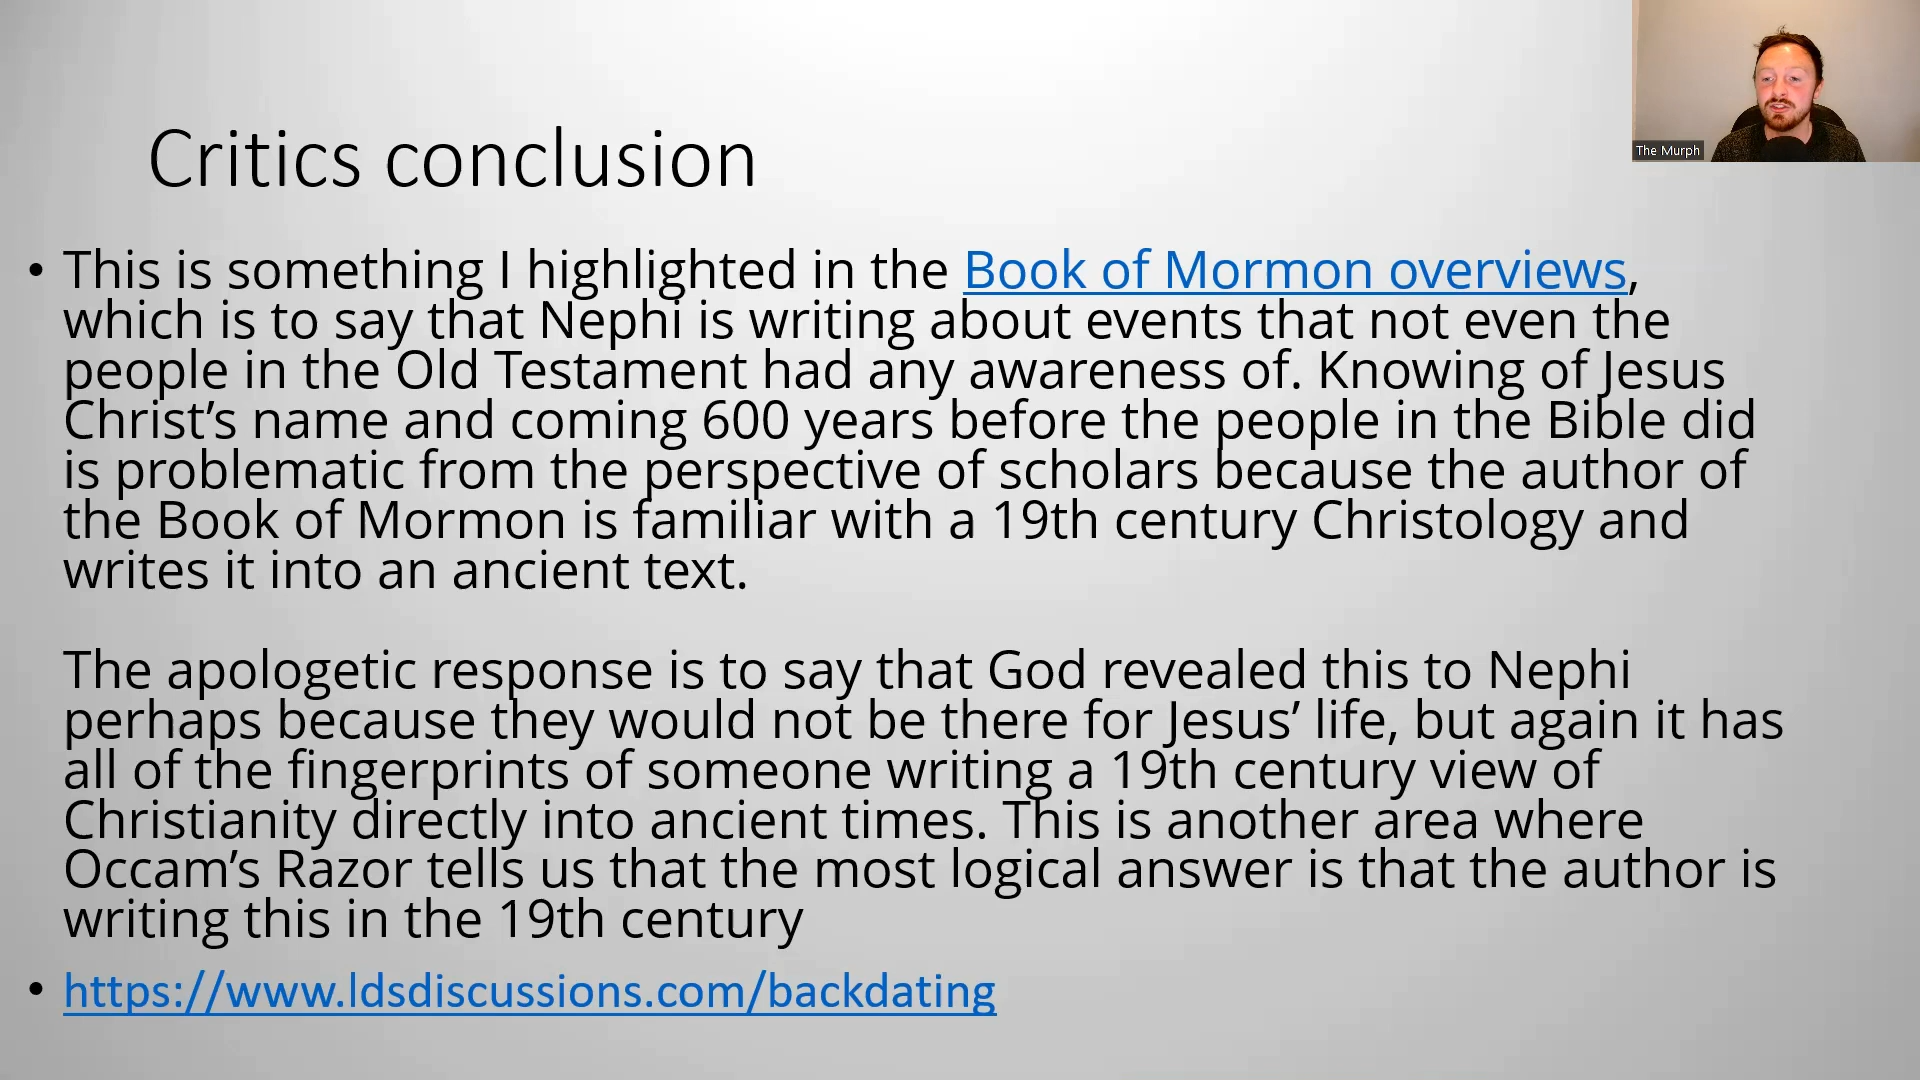 The Murph
Critics conclusion
• This is something I highlighted in the Book of Mormon overviews,
which is to say that Nephi is writing about events that not even the
people in the Old Testament had any awareness of. Knowing of Jesus
Christ’s name and coming 600 years before the people in the Bible did
is problematic from the perspective of scholars because the author of
the Book of Mormon is familiar with a 19th century Christology and
writes it into an ancient text.
The apologetic response is to say that God revealed this to Nephi
perhaps because they would not be there for Jesus’ life, but again it has
all of the fingerprints of someone writing a 19th century view of
Christianity directly into ancient times. This is another area where
Occam’s Razor tells us that the most logical answer is that the author is
writing this in the 19th century
• https://www.ldsdiscussions.com/backdating